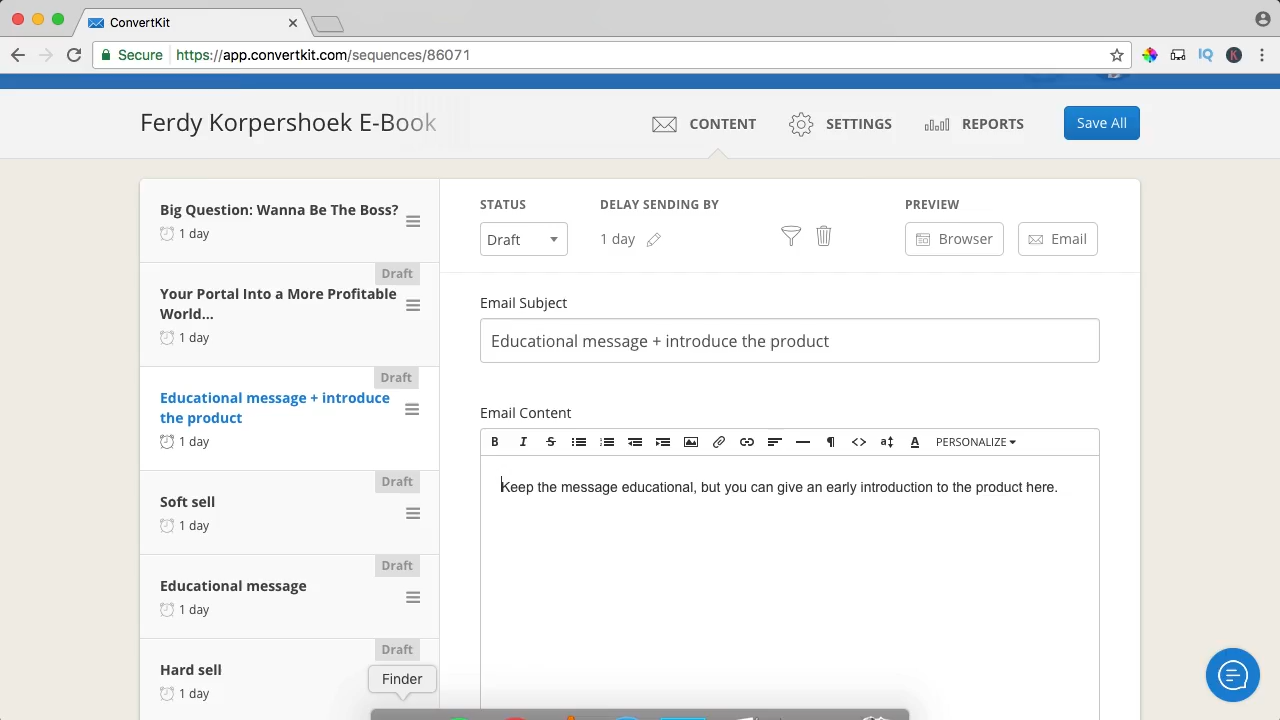 ConvertKit
Secure https://app.convertkit.com/sequences/86071
Ferdy Korpershoek E-Book
CONTENT
SETTINGS
REPORTS
Save All
Big Question: Wanna Be The Boss?
1 day
Draft
Your Portal Into a More Profitable
World...
1 day
Draft
Educational message + introduce
the product
1 day
Draft
Soft sell
1 day
Draft
Educational message
1 day
Draft
Hard sell
1 day
Finder
STATUS
Draft
DELAY SENDING BY
1 day
PREVIEW
Browser
Email
Email Subject
Educational message + introduce the product
Email Content
PERSONALIZE
Keep the message educational, but you can give an early introduction to the product here.